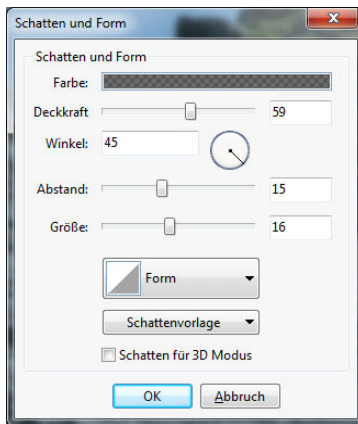 Schatten und Form
Schatten und Form
Farbe:
Deckkraft 59
Winkel: 45
Abstand: 15
Größe: 16
Form
Schattenvorlage
Schatten für 3D Modus
OK Abbruch